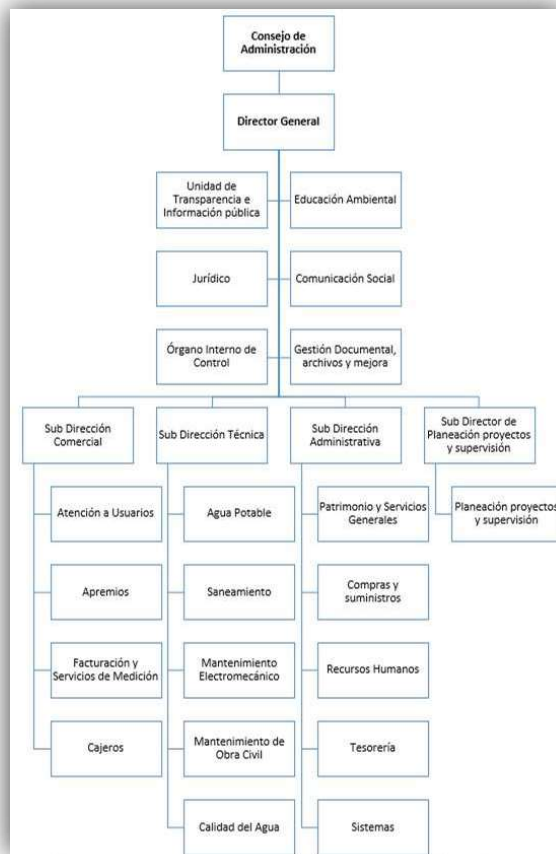 Consejo de
Administración
Director General
Unidad de
Transparencia e
Información pública
Educación Ambiental
Jurídico
Comunicación Social
Órgano Interno de
Control
Gestión Documental,
archivos y mejora
Sub Dirección
Comercial
Sub Dirección Técnica
Sub Dirección
Administrativa
Sub Director de
Planeación proyectos
y supervisión
Atención a Usuarios
Agua Potable
Patrimonio y Servicios
Generales
Planeación proyectos
y supervisión
Apremios
Saneamiento
Compras y
suministros
Facturación y
Servicios de Medición
Mantenimiento
Electromecánico
Recursos Humanos
Cajeros
Mantenimiento de
Obra Civil
Tesorería
Calidad del Agua
Sistemas